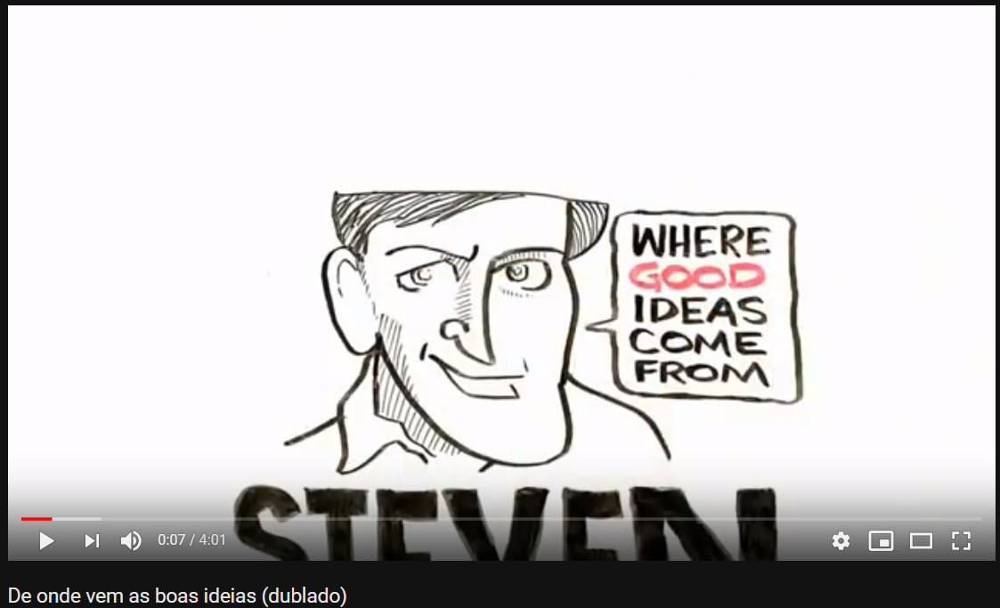 WHERE
GOOD
IDEAS
COME
FROM
STEVEN
0:07 / 4:01
De onde vem as boas ideias (dublado)